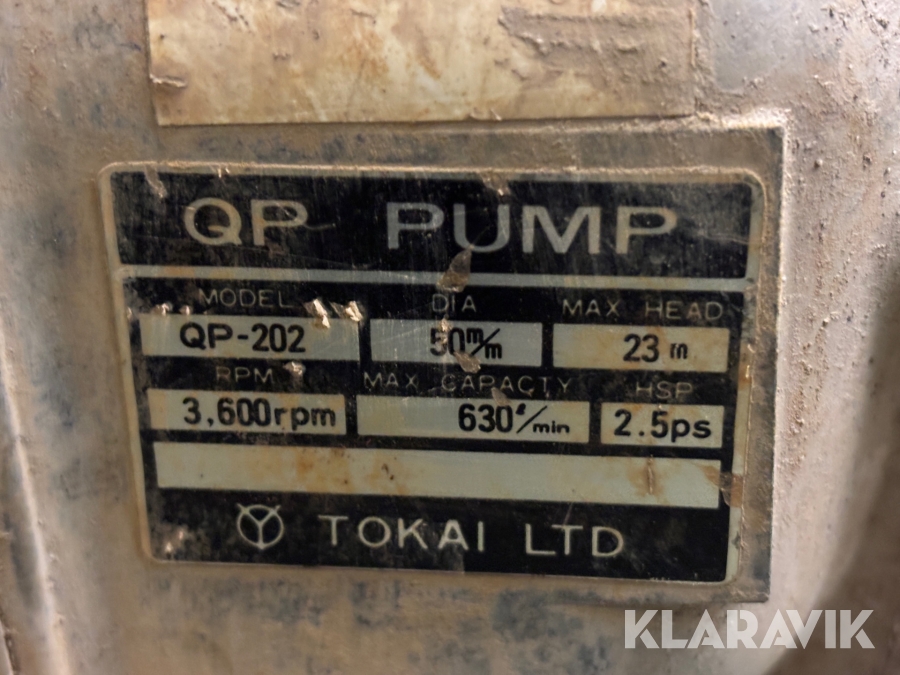 QP PUMP
MODEL DIA MAX HEAD
QP-202 50m/m 23m
RPM MAX CAPACTY HSP
3,600rpm 630ℓ/min 2.5ps
TOKAI LTD
KLARAVIK